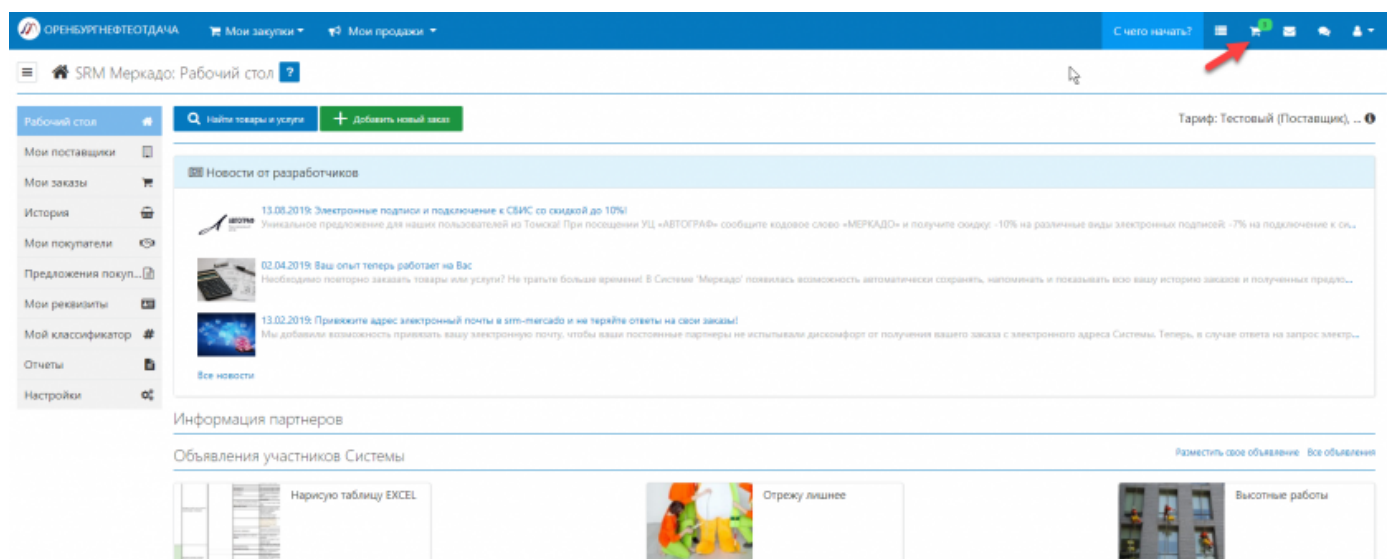 ОРЕНБУРГНЕФТЕОТДАЧА Мои закупки Мои продажи С чего начать? 1
SRM Меркадо: Рабочий стол ?
Рабочий стол
Мои поставщики
Мои заказы
История
Мои покупатели
Предложения покуп...
Мои реквизиты
Мой классификатор #
Отчеты
Настройки
Найти товары и услуги + Добавить новый заказ Тариф: Тестовый (Поставщик), ...
Новости от разработчиков
13.08.2019: Электронные подписи и подключение к СБИС со скидкой до 10%!
Уникальное предложение для наших пользователей из Томска! При посещении УЦ «АВТОГРАФ» сообщите кодовое слово «МЕРКАДО» и получите скидку: -10% на различные виды электронных подписей; -7% на подключение к си...
02.04.2019: Ваш опыт теперь работает на Вас
Необходимо повторно заказать товары или услуги? Не тратьте больше времени! В Системе 'Меркадо' появилась возможность автоматически сохранять, напоминать и показывать всю вашу историю заказов и полученных предло...
13.02.2019: Привяжите адрес электронный почты в srm-mercado и не теряйте ответы на свои заказы!
Мы добавили возможность привязать вашу электронную почту, чтобы ваши постоянные партнеры не испытывали дискомфорт от получения вашего заказа с электронного адреса Системы. Теперь, в случае ответа на запрос электр...
Все новости
Информация партнеров
Объявления участников Системы Разместить свое объявление Все объявления
Нарисую таблицу EXCEL Отрежу лишнее Высотные работы